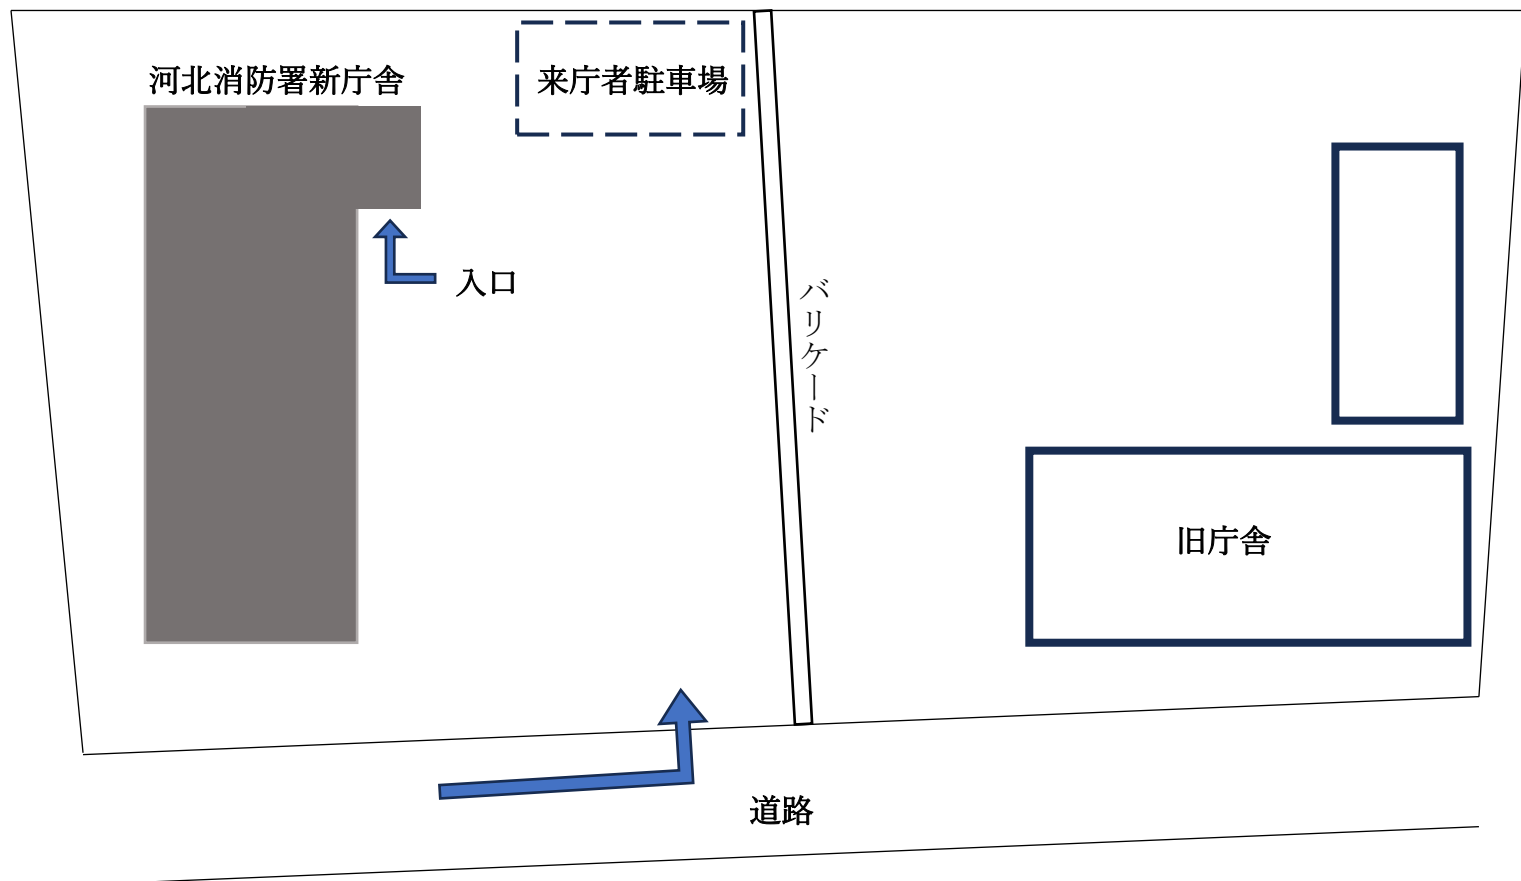 河北消防署新庁舎
来庁者駐車場
入口
バリケード
旧庁舎
道路